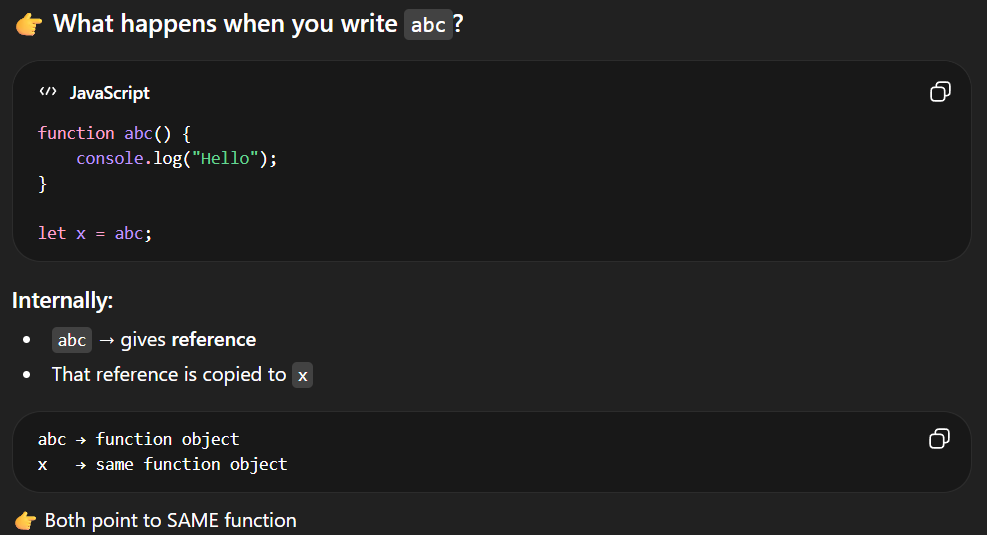 👉 What happens when you write abc?
</> JavaScript
function abc() {
    console.log("Hello");
}
let x = abc;
Internally:
• abc → gives reference
• That reference is copied to x
abc → function object
x   → same function object
👉 Both point to SAME function